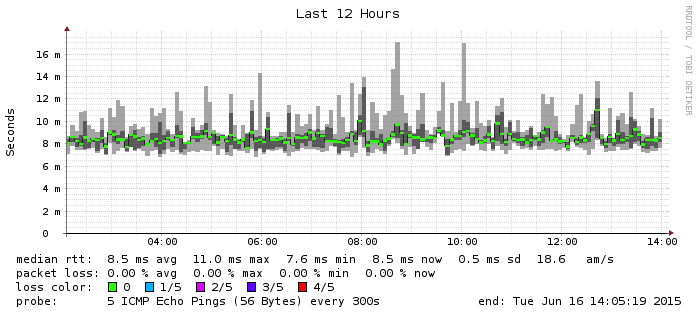 Last 12 Hours
RRDTOOL / TOBI OETIKER
Seconds
16 m
14 m
12 m
10 m
8 m
6 m
4 m
2 m
0
04:00 06:00 08:00 10:00 12:00 14:00
median rtt: 8.5 ms avg 11.0 ms max 7.6 ms min 8.5 ms now 0.5 ms sd 18.6 am/s
packet loss: 0.00 % avg 0.00 % max 0.00 % min 0.00 % now
loss color: 0 1/5 2/5 3/5 4/5
probe: 5 ICMP Echo Pings (56 Bytes) every 300s end: Tue Jun 16 14:05:19 2015